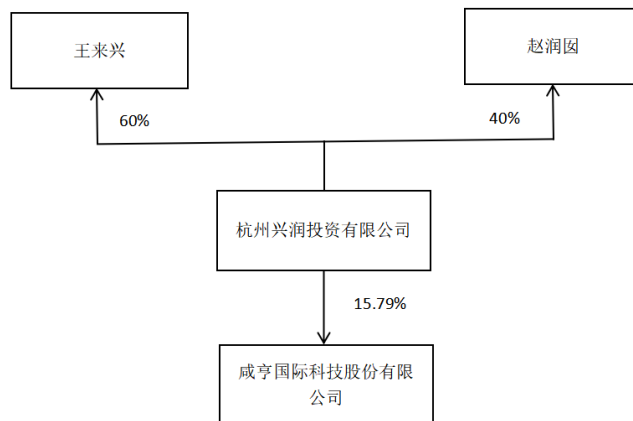 王来兴
赵润囡
60%
40%
杭州兴润投资有限公司
15.79%
咸亨国际科技股份有限
公司